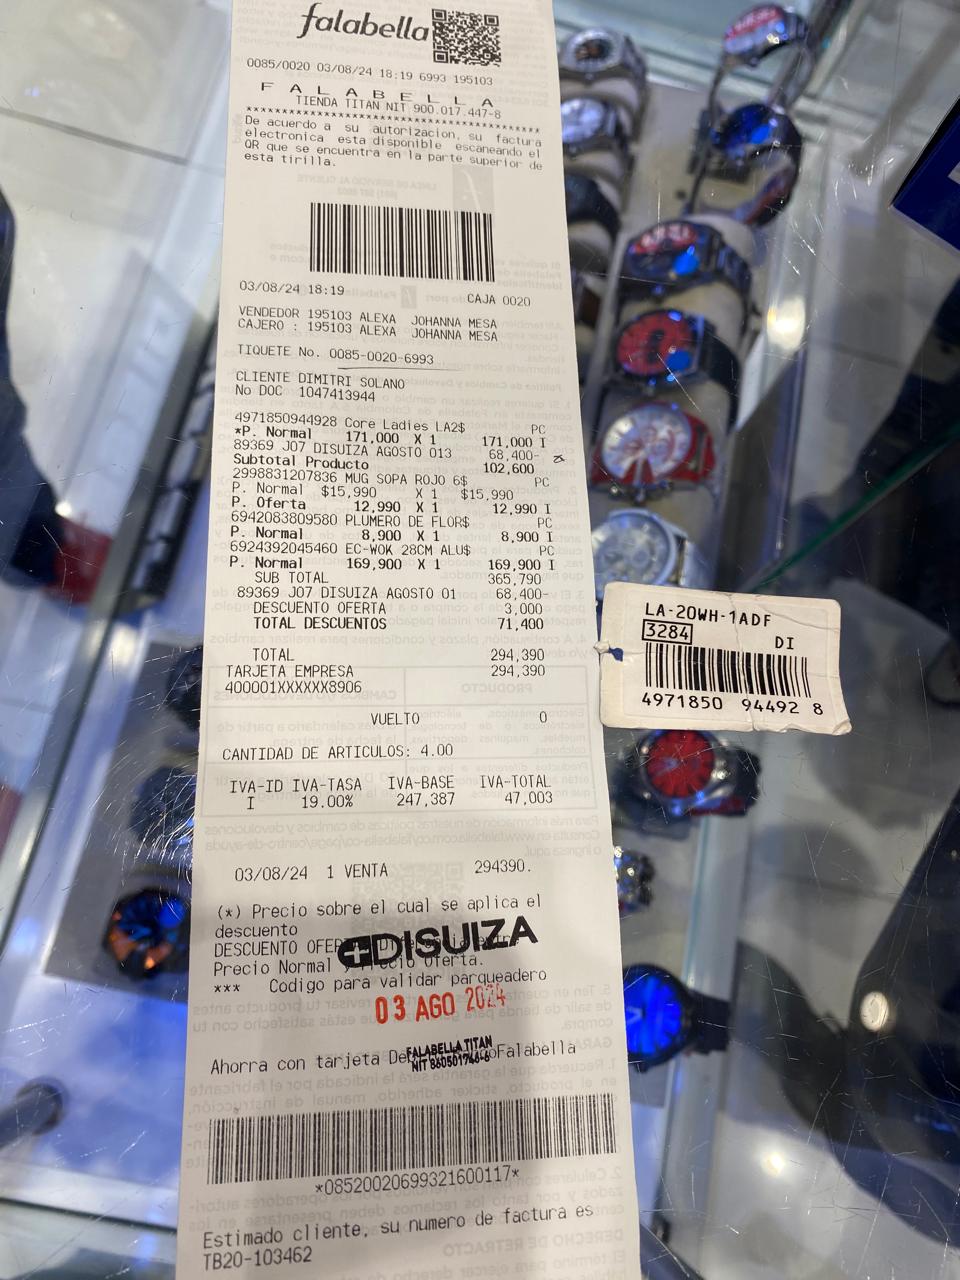 falabella
0085/0020 03/08/24 18:19 6993 195103
F A L A B E L L A
TIENDA TITAN NIT 900.017.447-8
****************************************
De acuerdo a su autorizacion, su factura
electronica esta disponible escaneando el
QR que se encuentra en la parte superior de
esta tirilla.
03/08/24 18:19 CAJA 0020
VENDEDOR 195103 ALEXA JOHANNA MESA
CAJERO : 195103 ALEXA JOHANNA MESA
TIQUETE No. 0085-0020-6993
CLIENTE DIMITRI SOLANO
No DOC 1047413944
4971850944928 Core Ladies LA2$ PC
*P. Normal 171,000 X 1 171,000 I
89369 J07 DISUIZA AGOSTO 013 68,400-
Subtotal Producto 102,600
2998831207836 MUG SOPA ROJO 6$ PC
P. Normal $15,990 X 1 $15,990
P. Oferta 12,990 X 1 12,990 I
6942083809580 PLUMERO DE FLOR$ PC
P. Normal 8,900 X 1 8,900 I
6924392045460 EC-WOK 28CM ALU$ PC
P. Normal 169,900 X 1 169,900 I
SUB TOTAL 365,790
89369 J07 DISUIZA AGOSTO 01 68,400-
DESCUENTO OFERTA 3,000
TOTAL DESCUENTOS 71,400
TOTAL 294,390
TARJETA EMPRESA 294,390
400001XXXXXX8906
VUELTO 0
CANTIDAD DE ARTICULOS: 4.00
IVA-ID IVA-TASA IVA-BASE IVA-TOTAL
I 19.00% 247,387 47,003
03/08/24 1 VENTA 294390.
(*) Precio sobre el cual se aplica el
descuento
DESCUENTO
Precio Normal y Precio Oferta.
DISUIZA
*** Codigo para validar parqueadero
03 AGO 2024
Ahorra con tarjeta Falabella
FALABELLA TITAN
NIT
*08520020699321600117*
Estimado cliente, su numero de factura es
TB20-103462
LA-20WH-1ADF
3284 DI
4971850 94492 8